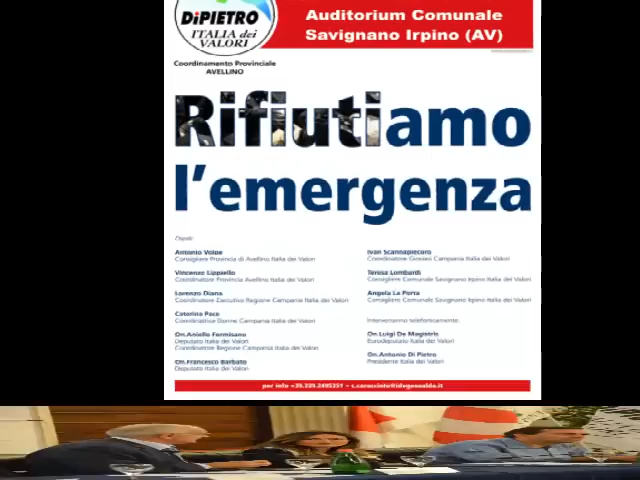 DiPIETRO
ITALIA dei
VALORI
Auditorium Comunale
Savignano Irpino (AV)
Coordinamento Provinciale
AVELLINO
Rifiutiamo
l'emergenza
Ospiti:
Antonio Volpe
Consigliere Provincia di Avellino Italia dei Valori
Vincenzo Lippiello
Coordinatore Provincia Avellino Italia dei Valori
Lorenzo Diana
Coordinatore Esecutivo Regione Campania Italia dei Valori
Caterina Pace
Coordinatrice Donne Campania Italia dei Valori
On.Aniello Formisano
Deputato Italia dei Valori
Coordinatore Regione Campania Italia dei Valori
On.Francesco Barbato
Deputato Italia dei Valori
Ivan Scannapiecoro
Coordinatore Giovani Campania Italia dei Valori
Teresa Lombardi
Consigliere Comunale Savignano Irpino Italia dei Valori
Angela La Porta
Consigliere Comunale Savignano Irpino Italia dei Valori
Interverranno telefonicamente:
On.Luigi De Magistris
Eurodeputato Italia dei Valori
On.Antonio Di Pietro
Presidente Italia dei Valori
per info